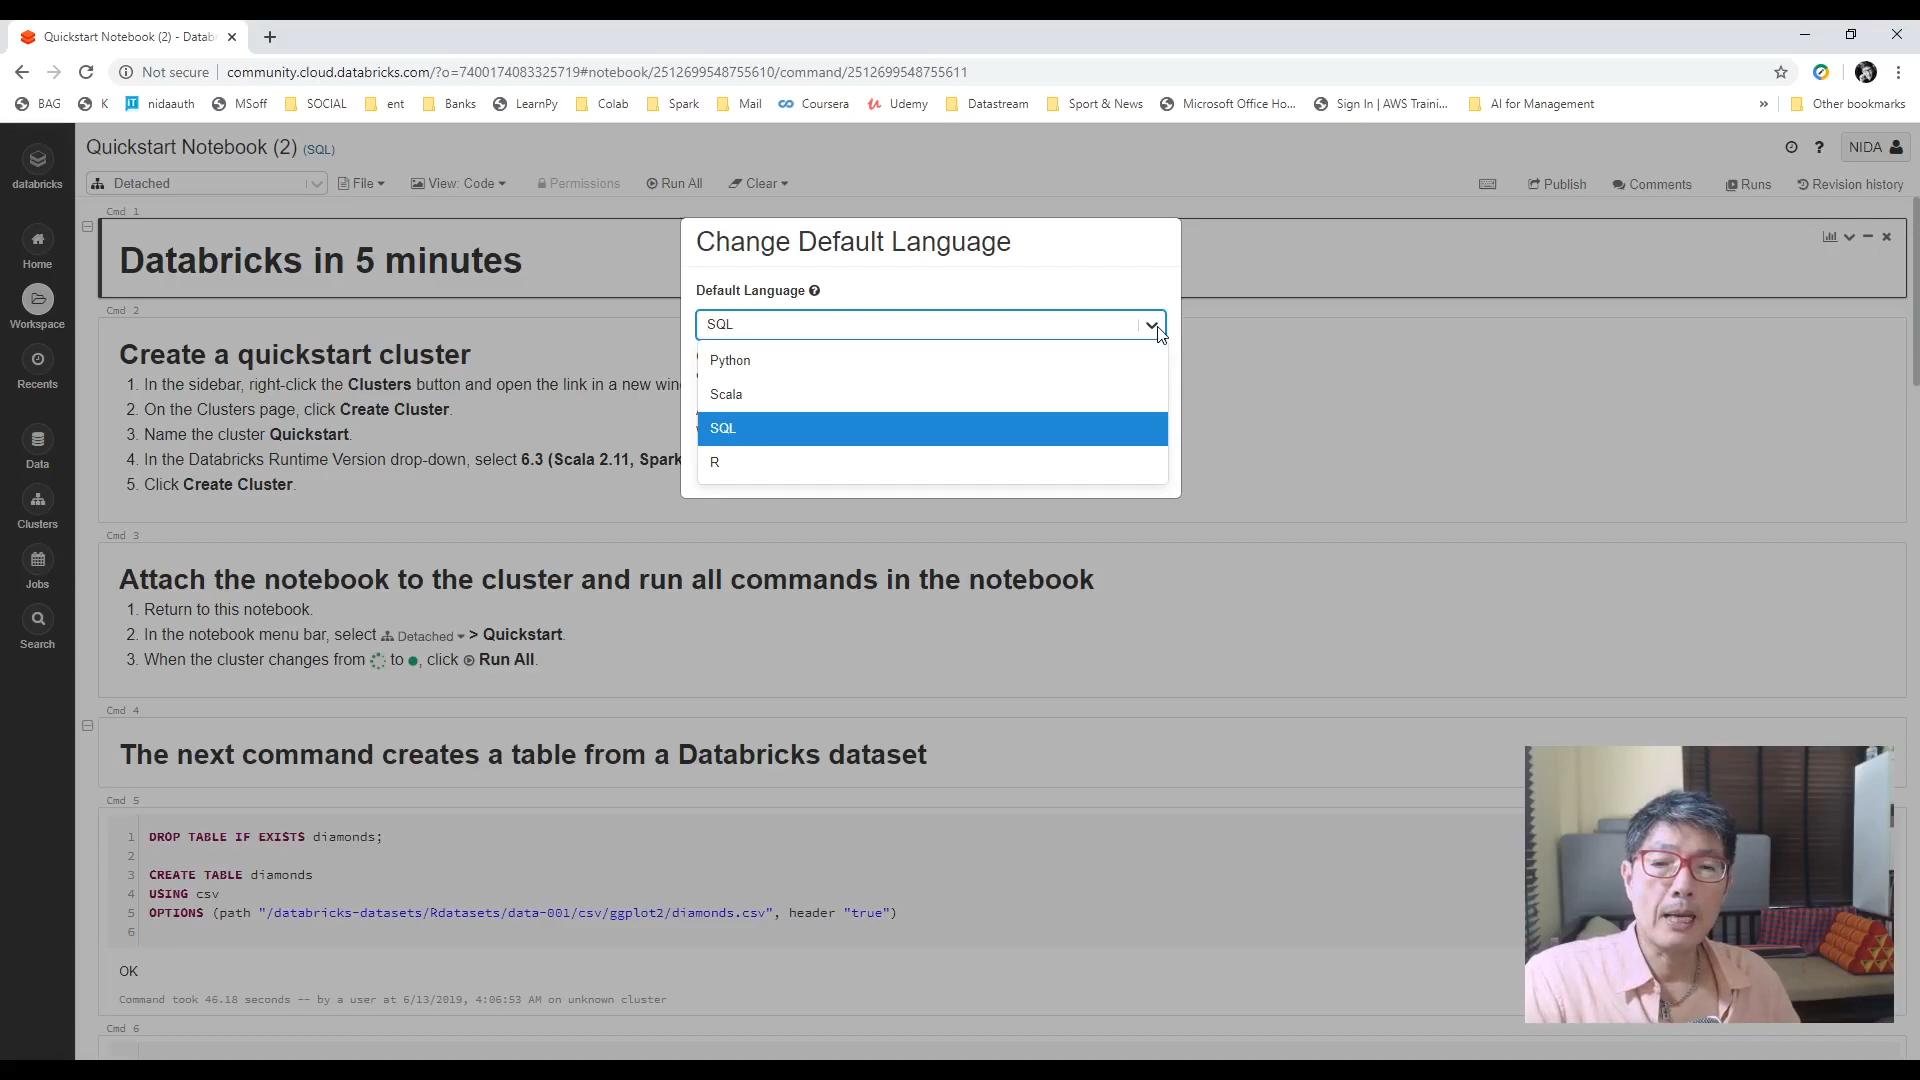 Quickstart Notebook (2) - Datab
Not secure
community.cloud.databricks.com/?o=7400174083325719#notebook/2512699548755610/command/2512699548755611
BAG
K
nidaauth
MSoff
SOCIAL
ent
Banks
LearnPy
Colab
Spark
Mail
Coursera
Udemy
Datastream
Sport & News
Microsoft Office Ho...
Sign In | AWS Traini...
AI for Management
»
Other bookmarks
databricks
Home
Workspace
Recents
Data
Clusters
Jobs
Search
Quickstart Notebook (2) (SQL)
? NIDA
Detached
File
View: Code
Permissions
Run All
Clear
Publish
Comments
Runs
Revision history
Cmd 1
Databricks in 5 minutes
Cmd 2
Create a quickstart cluster
1. In the sidebar, right-click the Clusters button and open the link in a new win
2. On the Clusters page, click Create Cluster.
3. Name the cluster Quickstart.
4. In the Databricks Runtime Version drop-down, select 6.3 (Scala 2.11, Spark
5. Click Create Cluster.
Change Default Language
Default Language
SQL
Python
Scala
SQL
R
Cmd 3
Attach the notebook to the cluster and run all commands in the notebook
1. Return to this notebook.
2. In the notebook menu bar, select Detached > Quickstart.
3. When the cluster changes from to , click Run All.
Cmd 4
The next command creates a table from a Databricks dataset
Cmd 5
1 DROP TABLE IF EXISTS diamonds;
2
3 CREATE TABLE diamonds
4 USING csv
5 OPTIONS (path "/databricks-datasets/Rdatasets/data-001/csv/ggplot2/diamonds.csv", header "true")
6
OK
Command took 46.18 seconds -- by a user at 6/13/2019, 4:06:53 AM on unknown cluster
Cmd 6